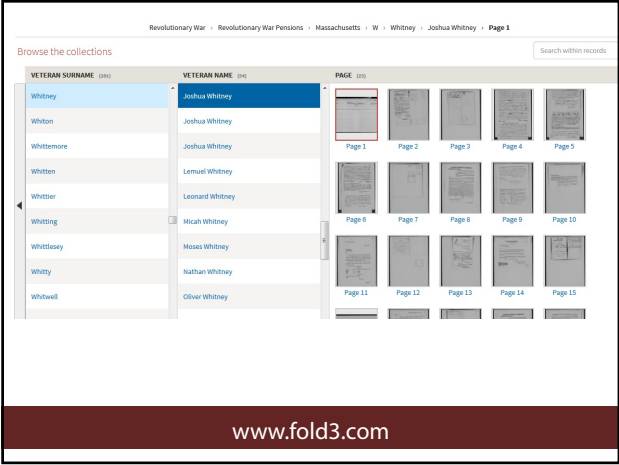 Revolutionary War › Revolutionary War Pensions › Massachusetts › W › Whitney › Joshua Whitney › Page 1
Browse the collections
Search within records
VETERAN SURNAME (201)
VETERAN NAME (34)
PAGE (23)
Whitney
Joshua Whitney
Whiton
Joshua Whitney
Whittemore
Joshua Whitney
Page 1 Page 2 Page 3 Page 4 Page 5
Whitten
Lemuel Whitney
Whittier
Leonard Whitney
Whitting
Micah Whitney
Page 6 Page 7 Page 8 Page 9 Page 10
Whittlesey
Moses Whitney
Whitty
Nathan Whitney
Whitwell
Oliver Whitney
Page 11 Page 12 Page 13 Page 14 Page 15
www.fold3.com